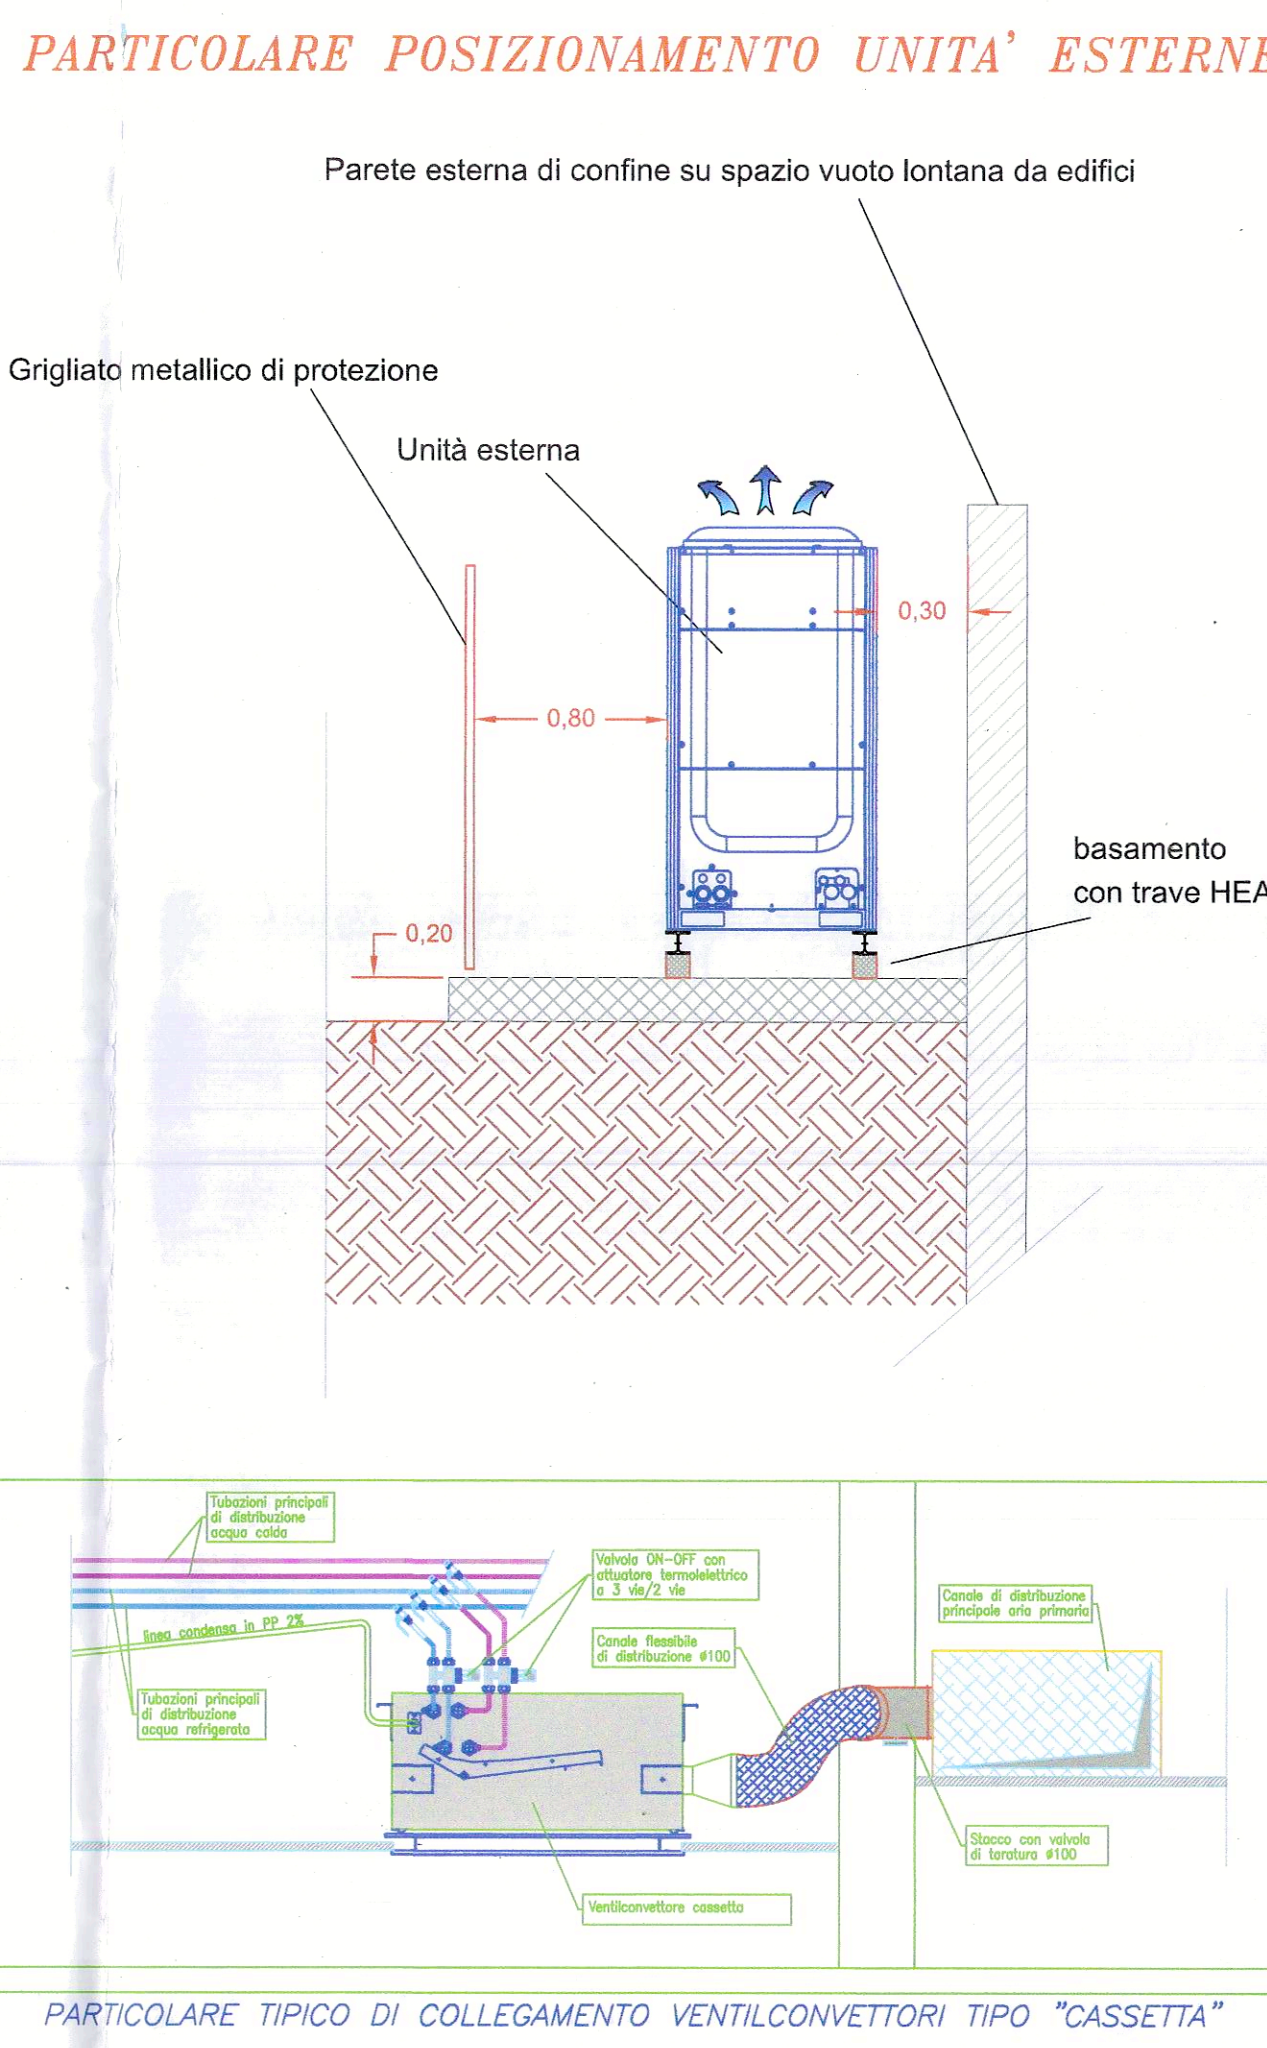 PARTICOLARE POSIZIONAMENTO UNITA' ESTERNE
Parete esterna di confine su spazio vuoto lontana da edifici
Grigliato metallico di protezione
Unità esterna
0,30
0,80
basamento
con trave HEA
0,20
Tubazioni principali
di distribuzione
acqua calda
Valvola ON-OFF con
attuatore termolelettrico
a 3 vie/2 vie
Canale di distribuzione
principale aria primaria
linea condensa in PP 2%
Canale flessibile
di distribuzione ø100
Tubazioni principali
di distribuzione
acqua refrigerata
Stacco con valvola
di taratura ø100
Ventilconvettore cassetta
PARTICOLARE TIPICO DI COLLEGAMENTO VENTILCONVETTORI TIPO "CASSETTA"